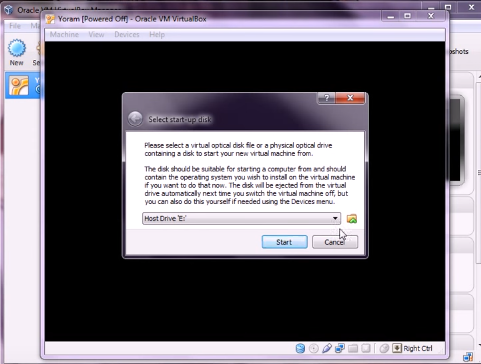 Oracle VM VirtualBox Manager
Yoram [Powered Off] - Oracle VM VirtualBox
File
Machine View Devices Help
New
Select start-up disk
Please select a virtual optical disk file or a physical optical drive
containing a disk to start your new virtual machine from.
The disk should be suitable for starting a computer from and should
contain the operating system you wish to install on the virtual machine
if you want to do that now. The disk will be ejected from the virtual
drive automatically next time you switch the virtual machine off, but
you can also do this yourself if needed using the Devices menu.
Host Drive 'E:'
Start Cancel
Right Ctrl